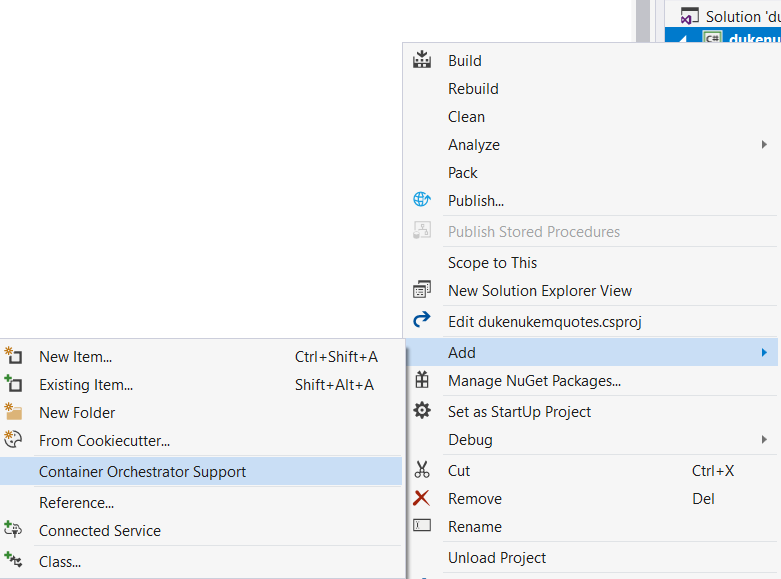 Solution 'du
dukenu
Build
Rebuild
Clean
Analyze
Pack
Publish...
Publish Stored Procedures
Scope to This
New Solution Explorer View
Edit dukenukemquotes.csproj
Add
Manage NuGet Packages...
Set as StartUp Project
Debug
Cut Ctrl+X
Remove Del
Rename
Unload Project
New Item... Ctrl+Shift+A
Existing Item... Shift+Alt+A
New Folder
From Cookiecutter...
Container Orchestrator Support
Reference...
Connected Service
Class...